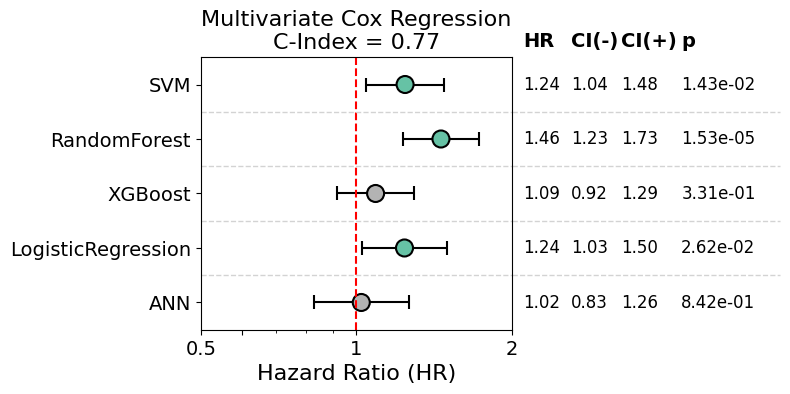 Multivariate Cox Regression
C-Index = 0.77
HR CI(-) CI(+) p
SVM 1.24 1.04 1.48 1.43e-02
RandomForest 1.46 1.23 1.73 1.53e-05
XGBoost 1.09 0.92 1.29 3.31e-01
LogisticRegression 1.24 1.03 1.50 2.62e-02
ANN 1.02 0.83 1.26 8.42e-01
0.5 1 2
Hazard Ratio (HR)